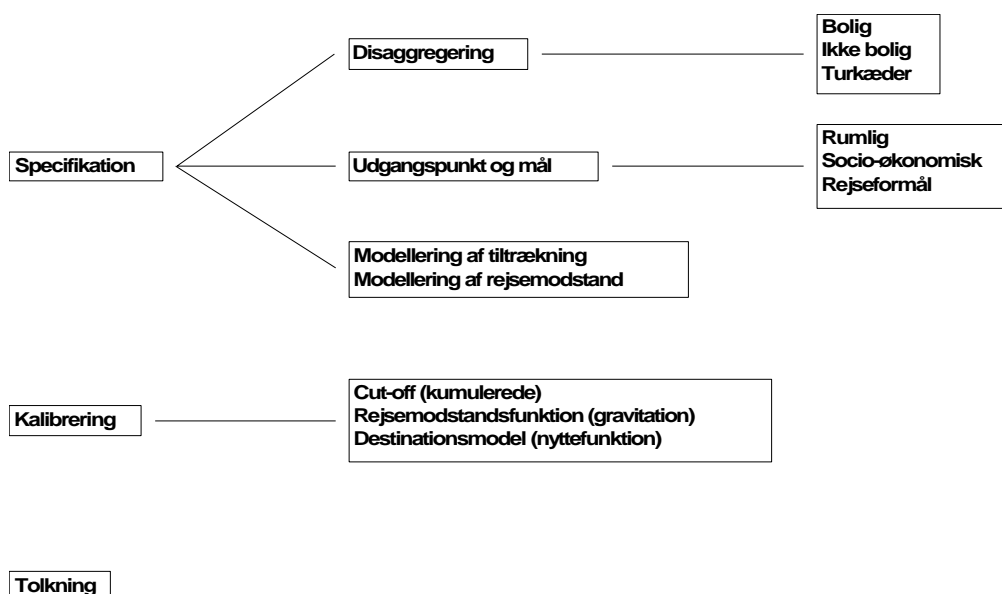 Bolig
Ikke bolig
Turkæder
Disaggregering
Specifikation
Udgangspunkt og mål
Rumlig
Socio-økonomisk
Rejseformål
Modellering af tiltrækning
Modellering af rejsemodstand
Kalibrering
Cut-off (kumulerede)
Rejsemodstandsfunktion (gravitation)
Destinationsmodel (nyttefunktion)
Tolkning